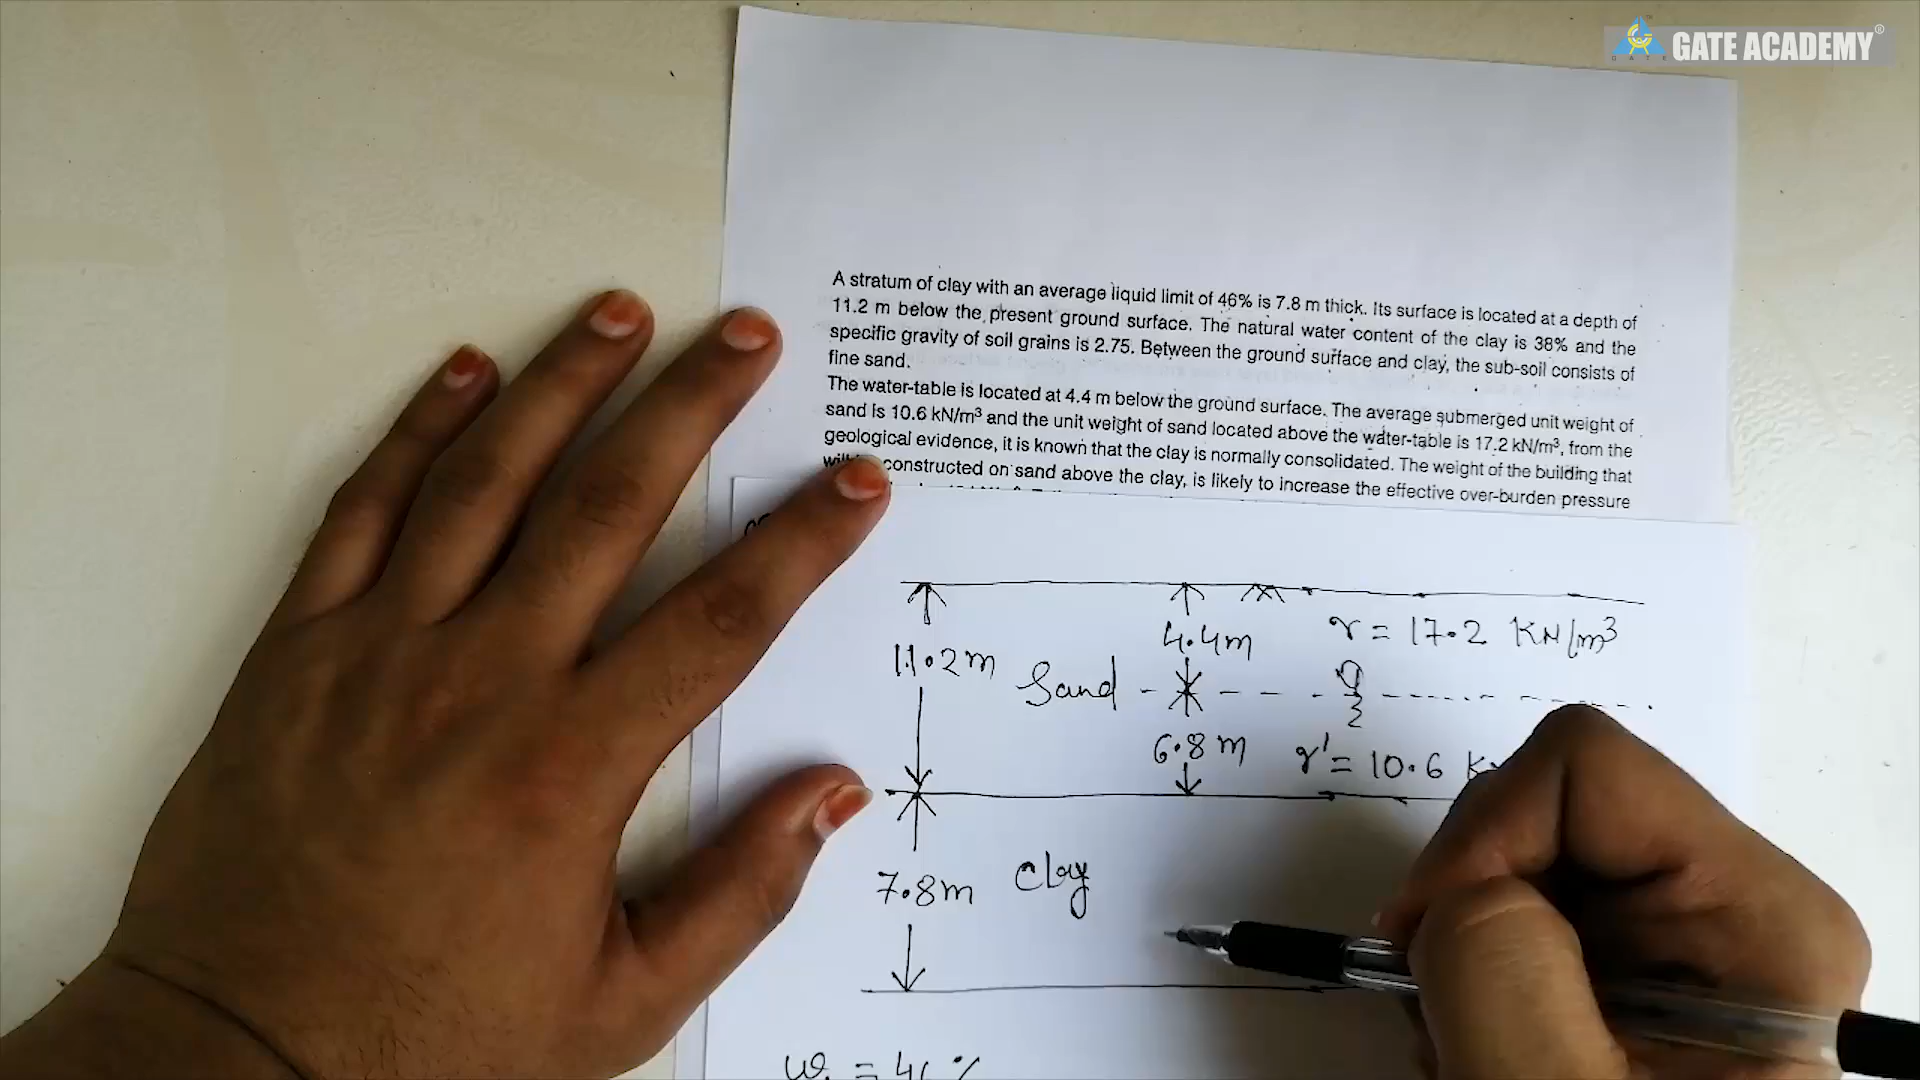 GATE ACADEMY®
GATE
A stratum of clay with an average liquid limit of 46% is 7.8 m thick. Its surface is located at a depth of
11.2 m below the present ground surface. The natural water content of the clay is 38% and the
specific gravity of soil grains is 2.75. Between the ground surface and clay, the sub-soil consists of
fine sand.
The water-table is located at 4.4 m below the ground surface. The average submerged unit weight of
sand is 10.6 kN/m³ and the unit weight of sand located above the water-table is 17.2 kN/m³, from the
geological evidence, it is known that the clay is normally consolidated. The weight of the building that
constructed on sand above the clay, is likely to increase the effective over-burden pressure
4.4m
γ = 17.2 KN/m³
11.2m
Sand
6.8 m
γ' = 10.6
7.8m
Clay